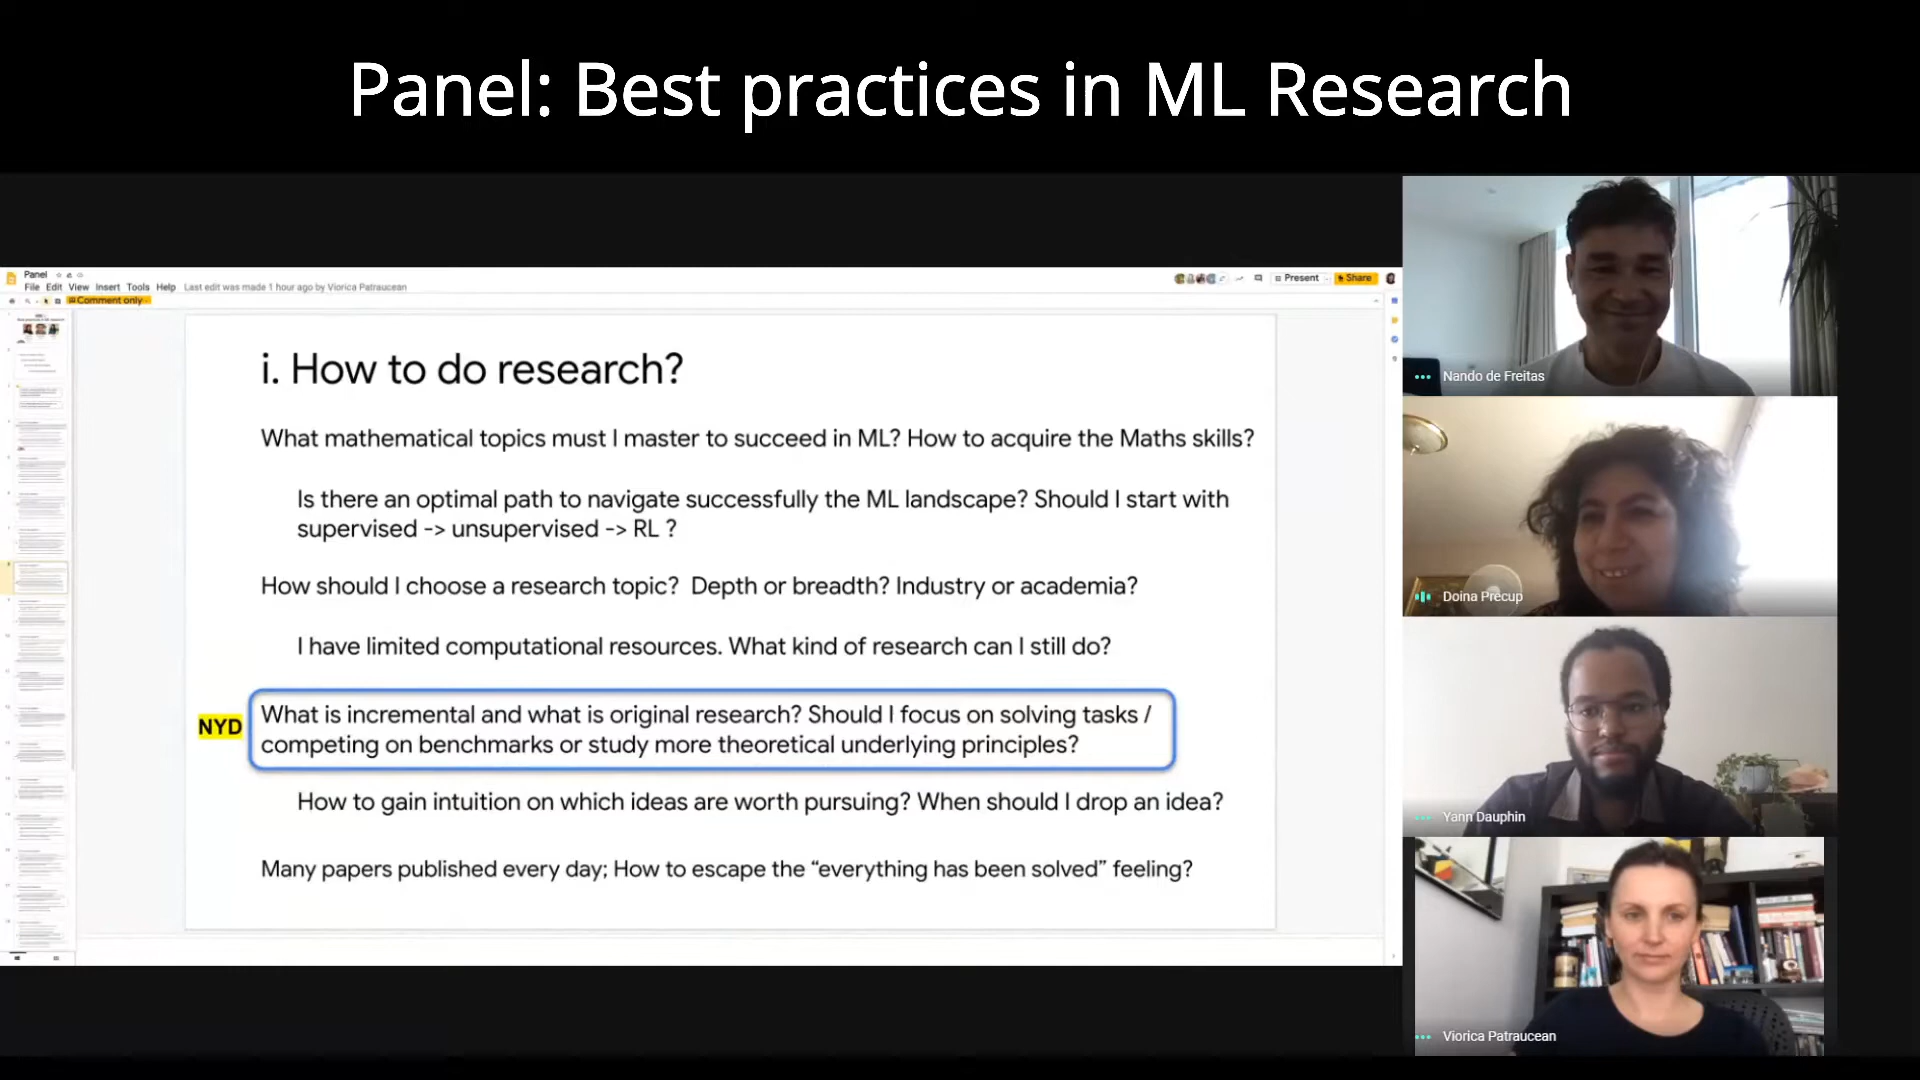 Panel: Best practices in ML Research
Panel
File Edit View Insert Tools Help Last edit was made 1 hour ago by Viorica Patraucean
Present
Share
Comment only
i. How to do research?
What mathematical topics must I master to succeed in ML? How to acquire the Maths skills?
Is there an optimal path to navigate successfully the ML landscape? Should I start with
supervised -> unsupervised -> RL ?
How should I choose a research topic? Depth or breadth? Industry or academia?
I have limited computational resources. What kind of research can I still do?
NYD
What is incremental and what is original research? Should I focus on solving tasks /
competing on benchmarks or study more theoretical underlying principles?
How to gain intuition on which ideas are worth pursuing? When should I drop an idea?
Many papers published every day; How to escape the “everything has been solved” feeling?
Nando de Freitas
Doina Precup
Yann Dauphin
Viorica Patraucean